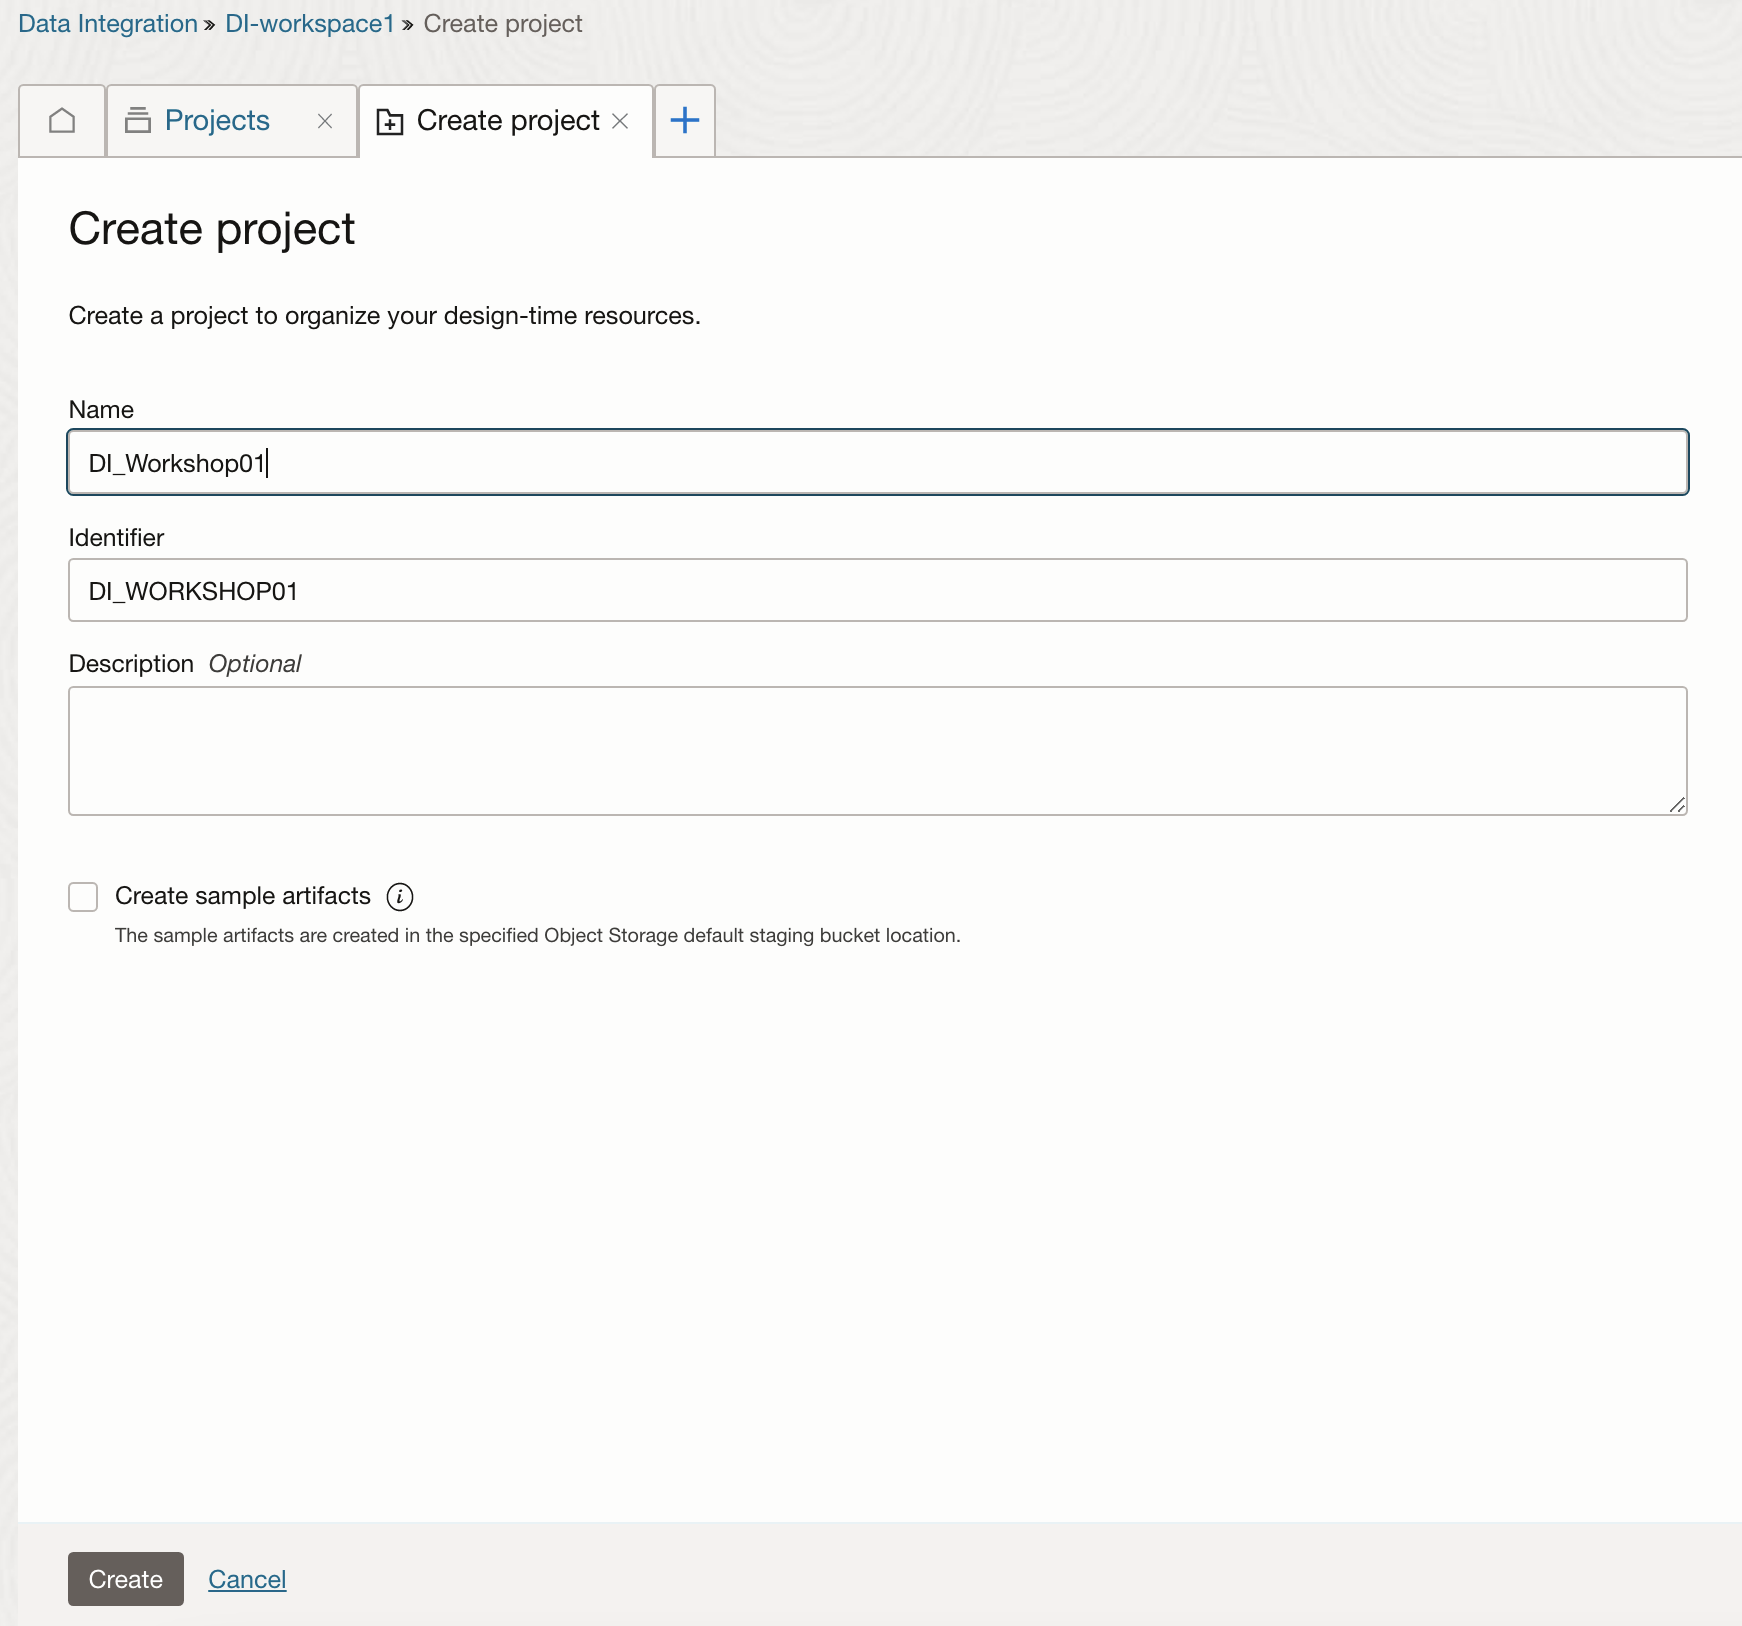 Data Integration » DI-workspace1 » Create project
Projects
Create project
Create project
Create a project to organize your design-time resources.
Name
DI_Workshop01
Identifier
DI_WORKSHOP01
Description Optional
Create sample artifacts
The sample artifacts are created in the specified Object Storage default staging bucket location.
Create Cancel